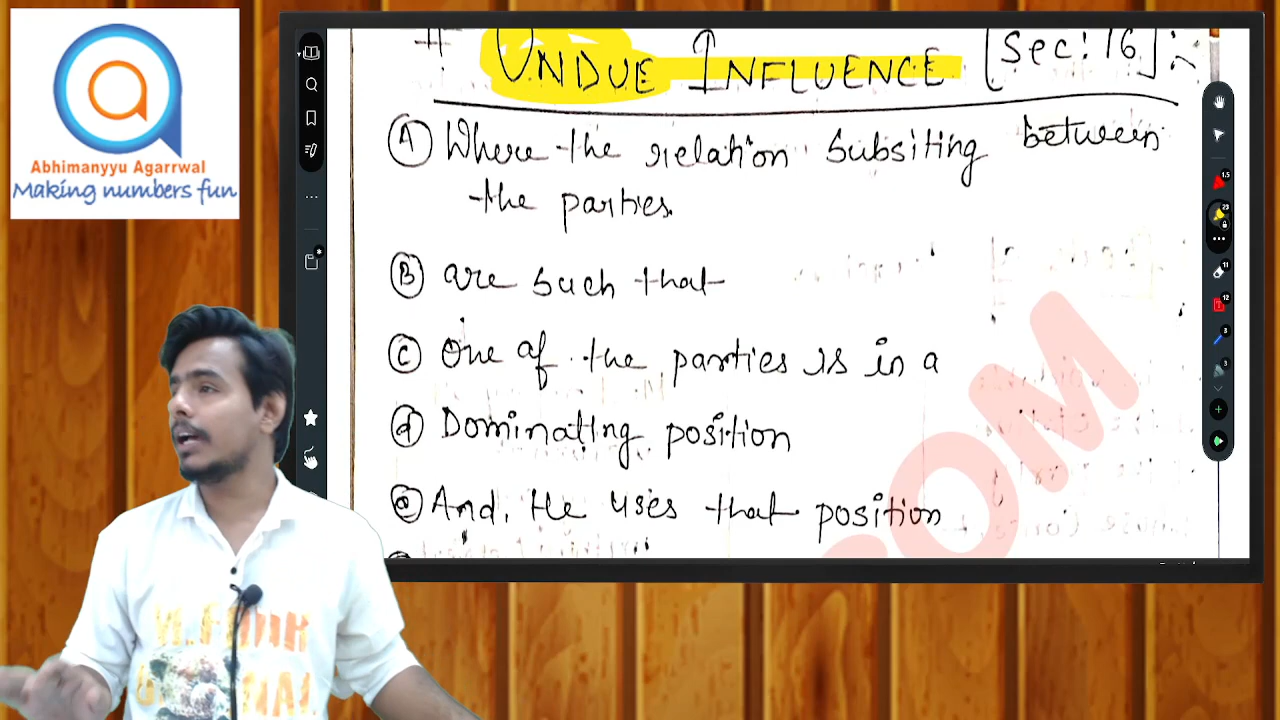 Abhimanyyu Agarrwal
Making numbers fun
# UNDUE INFLUENCE [Sec: 16]:-
(A) Where the relation Subsiting between
the parties.
(B) are such that
(C) One of the parties is in a
(d) Dominating position
(e) And, He uses that position
COM